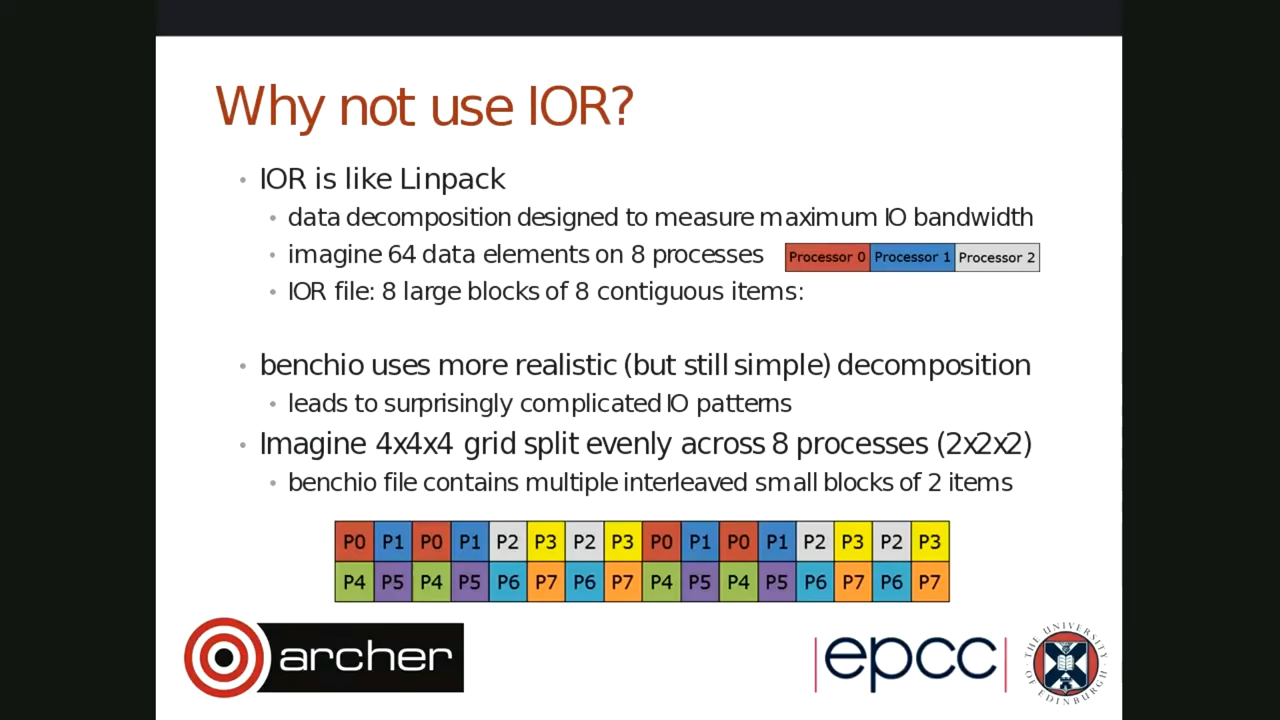 Why not use IOR?
IOR is like Linpack
data decomposition designed to measure maximum IO bandwidth
imagine 64 data elements on 8 processes
Processor 0 Processor 1 Processor 2
IOR file: 8 large blocks of 8 contiguous items:
benchio uses more realistic (but still simple) decomposition
leads to surprisingly complicated IO patterns
Imagine 4x4x4 grid split evenly across 8 processes (2x2x2)
benchio file contains multiple interleaved small blocks of 2 items
P0 P1 P0 P1 P2 P3 P2 P3 P0 P1 P0 P1 P2 P3 P2 P3
P4 P5 P4 P5 P6 P7 P6 P7 P4 P5 P4 P5 P6 P7 P6 P7
archer
epcc
THE UNIVERSITY OF EDINBURGH